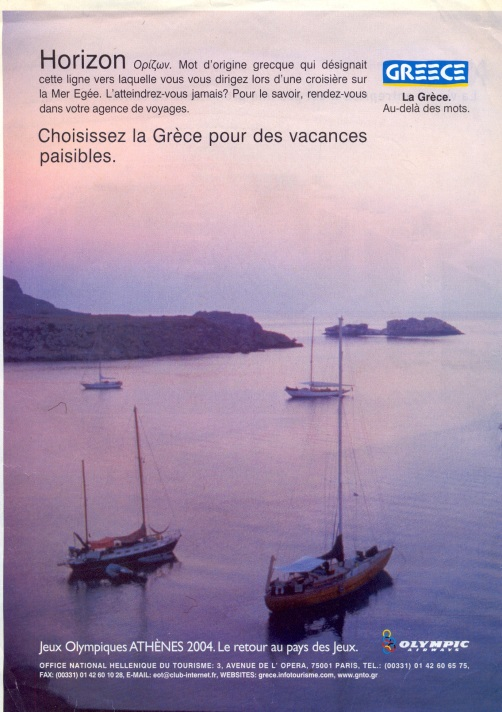 Horizon Ορίζων. Mot d'origine grecque qui désignait
cette ligne vers laquelle vous vous dirigez lors d'une croisière sur
la Mer Egée. L'atteindrez-vous jamais? Pour le savoir, rendez-vous
dans votre agence de voyages.
GREECE
La Grèce.
Au-delà des mots.
Choisissez la Grèce pour des vacances
paisibles.
Jeux Olympiques ATHÈNES 2004. Le retour au pays des Jeux.
OLYMPIC
AIRWAYS
OFFICE NATIONAL HELLENIQUE DU TOURISME: 3, AVENUE DE L' OPERA, 75001 PARIS, TEL.: (00331) 01 42 60 65 75,
FAX: (00331) 01 42 60 10 28, E-MAIL: eot@club-internet.fr, WEBSITES: grece.infotourisme.com, www.gnto.gr